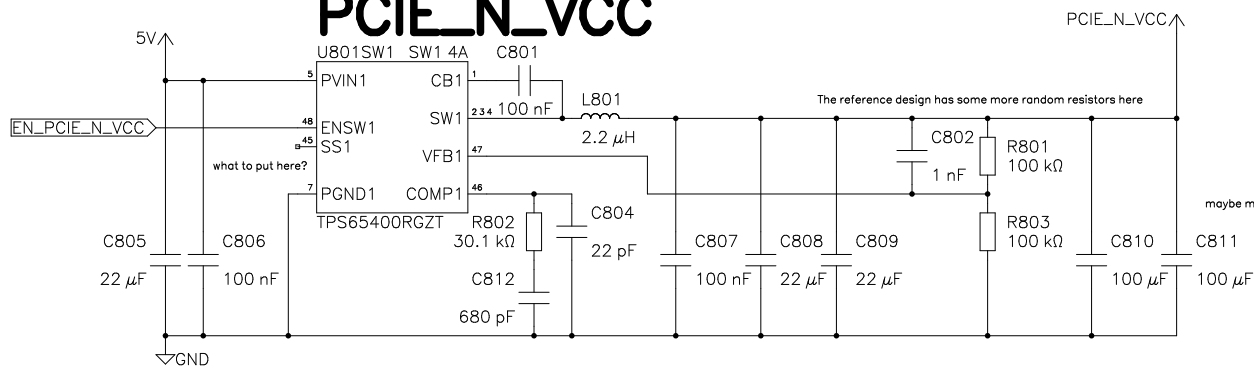 PCIE_N_VCC
PCIE_N_VCC
5V
U801SW1 SW1 4A
C801
5 PVIN1 CB1 1
100 nF
The reference design has some more random resistors here
L801
SW1 234
2.2 µH
EN_PCIE_N_VCC
48 ENSW1
45 SS1
what to put here?
VFB1 47
C802
1 nF
R801
100 kΩ
7 PGND1 COMP1 46
TPS65400RGZT
R802
30.1 kΩ
C804
22 pF
R803
100 kΩ
maybe m
C805
22 µF
C806
100 nF
C812
680 pF
C807
100 nF
C808
22 µF
C809
22 µF
C810
100 µF
C811
100 µF
GND